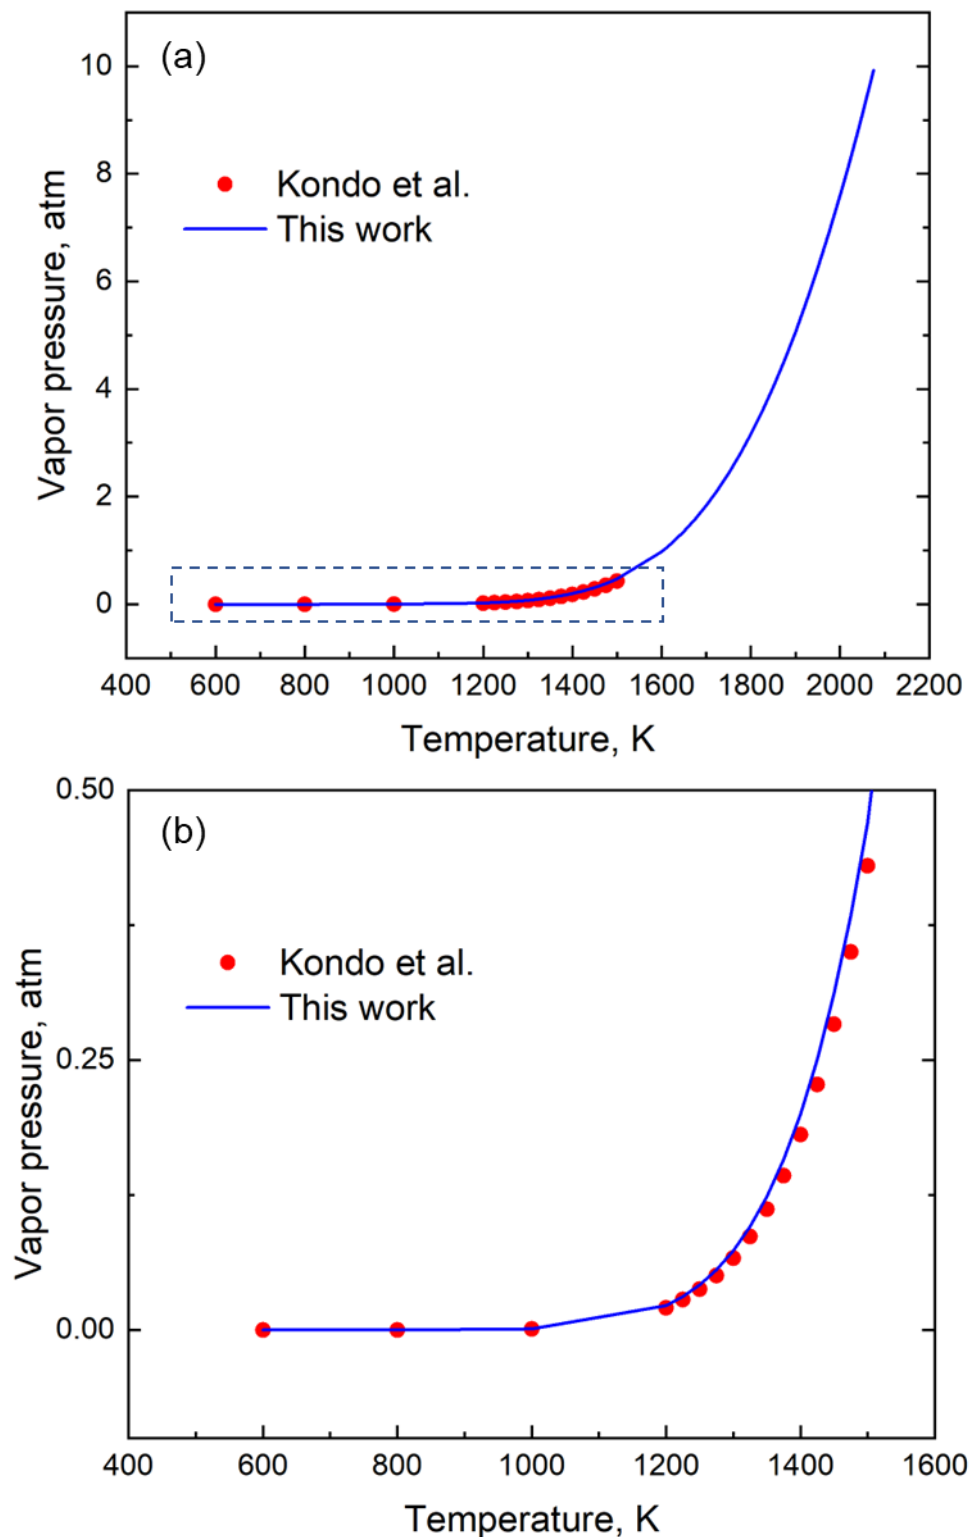 (a)
10
8
6
4
2
0
Vapor pressure, atm
Kondo et al.
This work
400 600 800 1000 1200 1400 1600 1800 2000 2200
Temperature, K
(b)
0.50
0.25
0.00
Vapor pressure, atm
Kondo et al.
This work
400 600 800 1000 1200 1400 1600
Temperature, K